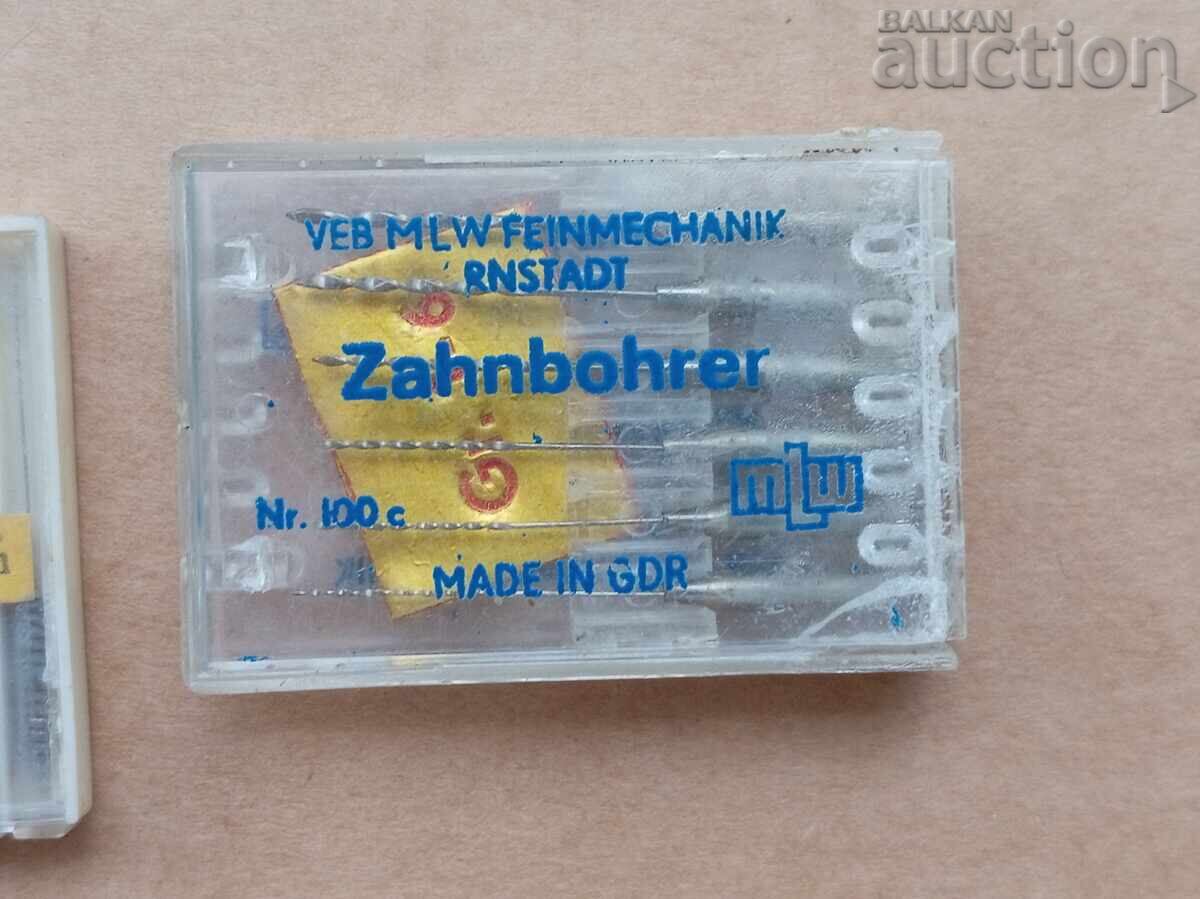 BALKAN
auction
VEB MLW FEINMECHANIK
RNSTADT
Zahnbohrer
Nr. 100 c
mlw
MADE IN GDR